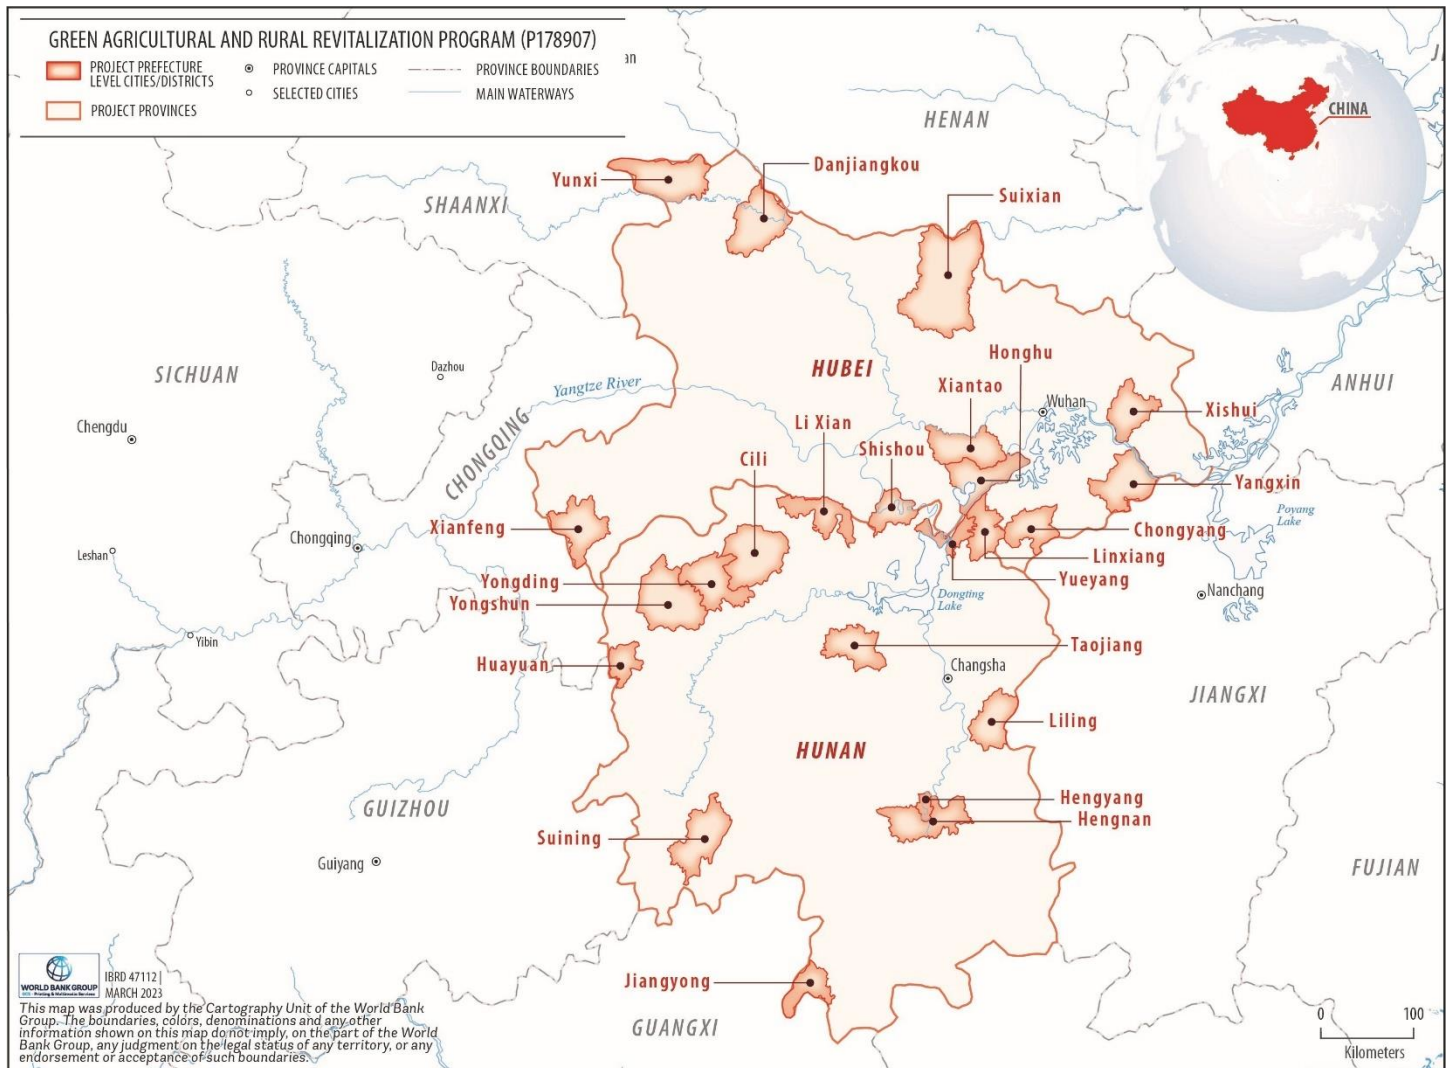 GREEN AGRICULTURAL AND RURAL REVITALIZATION PROGRAM (P178907)
PROJECT PREFECTURE
LEVEL CITIES/DISTRICTS
PROJECT PROVINCES
PROVINCE CAPITALS
SELECTED CITIES
PROVINCE BOUNDARIES
MAIN WATERWAYS
CHINA
HENAN
Danjiangkou
Yunxi
Suixian
SHAANXI
Honghu
HUBEI
SICHUAN
Dazhou
Xiantao
ANHUI
Yangtze River
Wuhan
Xishui
Li Xian
Chengdu
CHONGQING
Shishou
Cili
Yangxin
Poyang
Lake
Xianfeng
Chongyang
Chongqing
Leshan
Linxiang
Yongding
Yueyang
Yongshun
Dongting
Lake
Nanchang
Yibin
Taojiang
Huayuan
Changsha
JIANGXI
Liling
HUNAN
Hengyang
GUIZHOU
Hengnan
Suining
Guiyang
FUJIAN
WORLD BANK GROUP
IBRD 47112 |
MARCH 2023
Jiangyong
This map was produced by the Cartography Unit of the World Bank
Group. The boundaries, colors, denominations and any other
information shown on this map do not imply, on the part of the World
Bank Group, any judgment on the legal status of any territory, or any
endorsement or acceptance of such boundaries.
GUANGXI
0 100
Kilometers